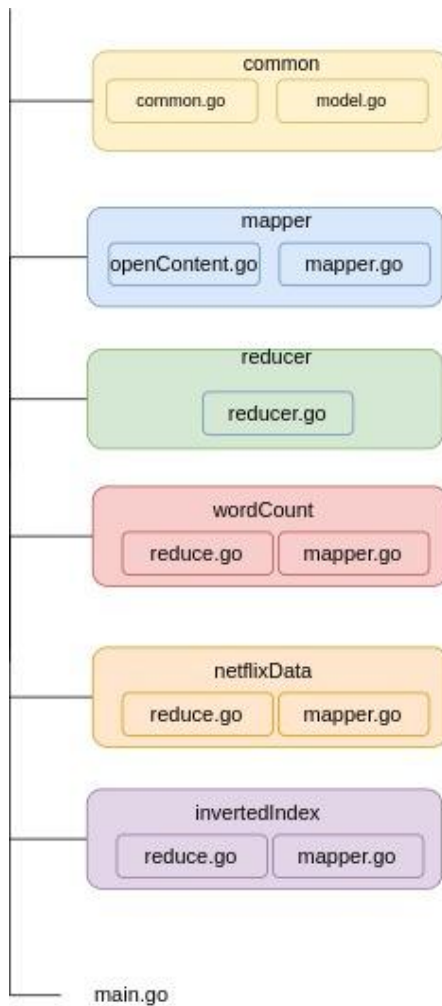 common
common.go model.go
mapper
openContent.go mapper.go
reducer
reducer.go
wordCount
reduce.go mapper.go
netflixData
reduce.go mapper.go
invertedIndex
reduce.go mapper.go
main.go